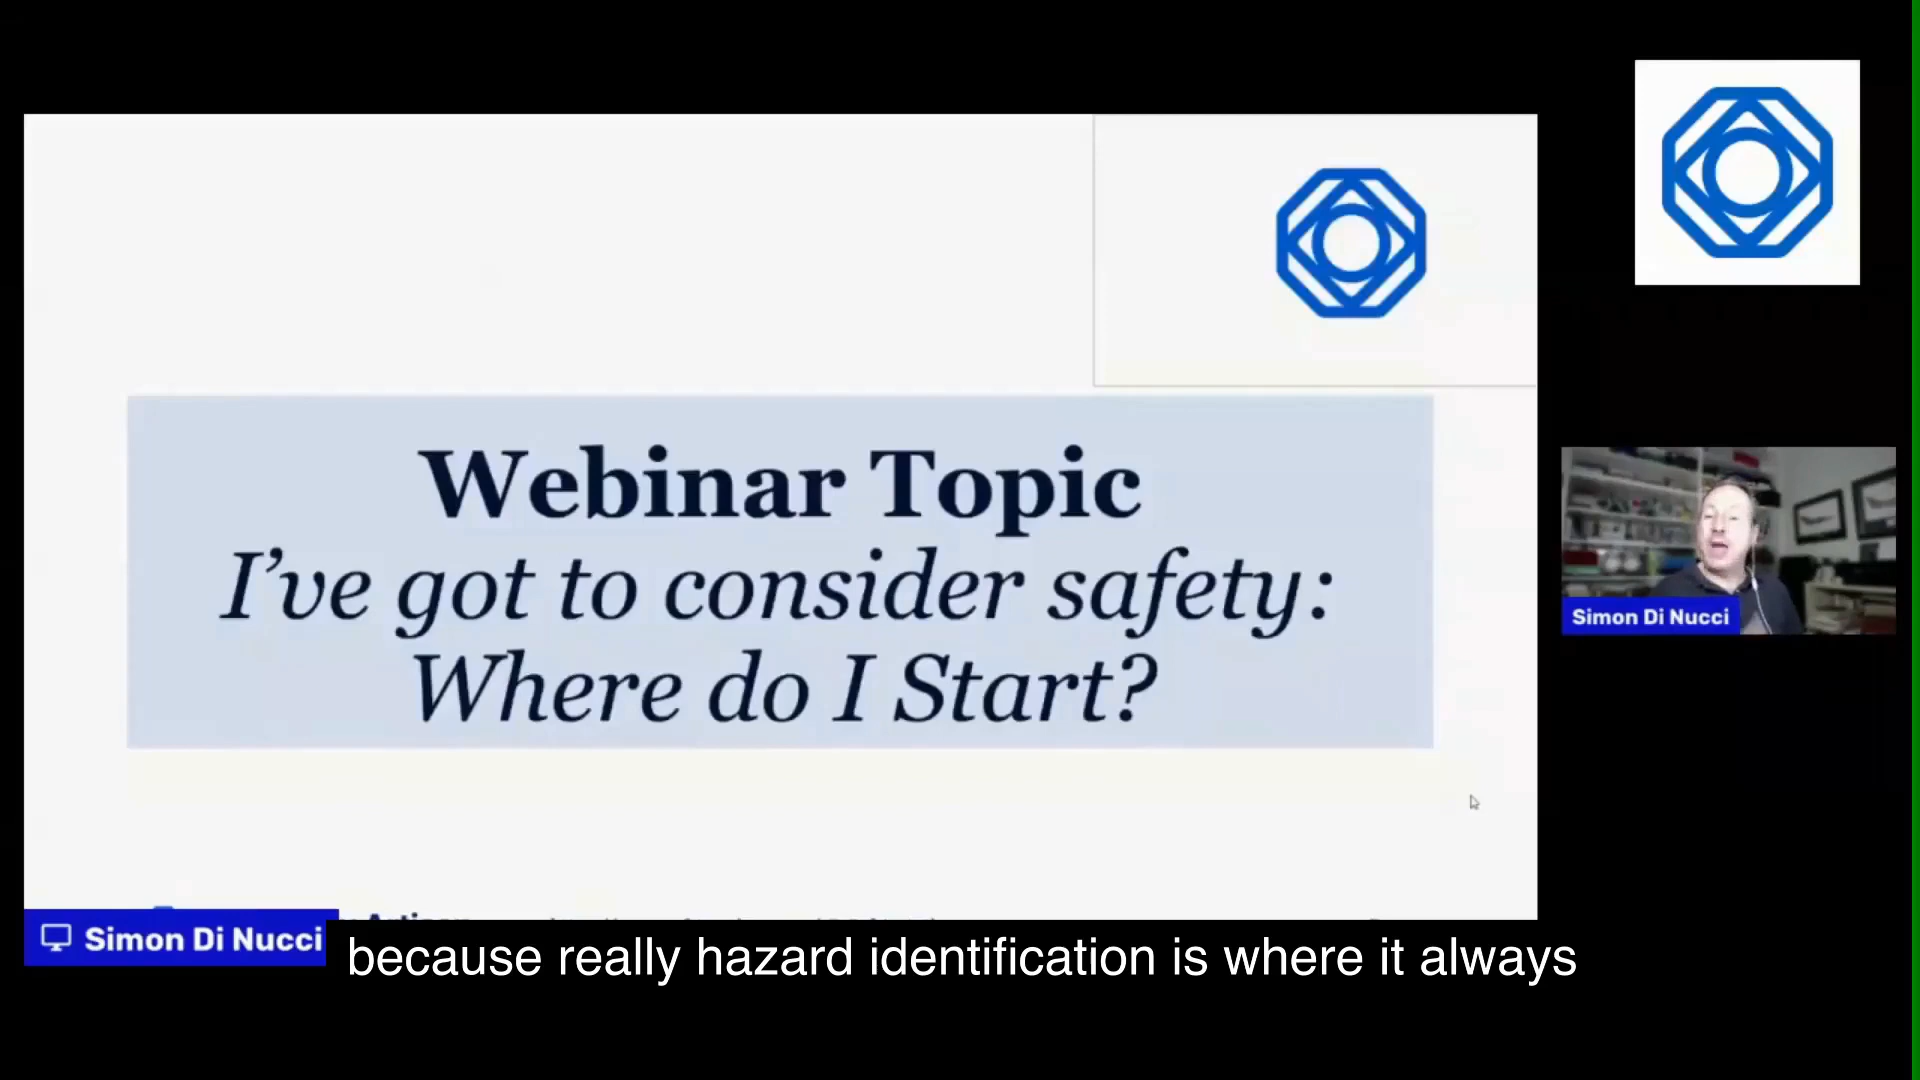 Webinar Topic
I've got to consider safety:
Where do I Start?
Simon Di Nucci
Simon Di Nucci
because really hazard identification is where it always